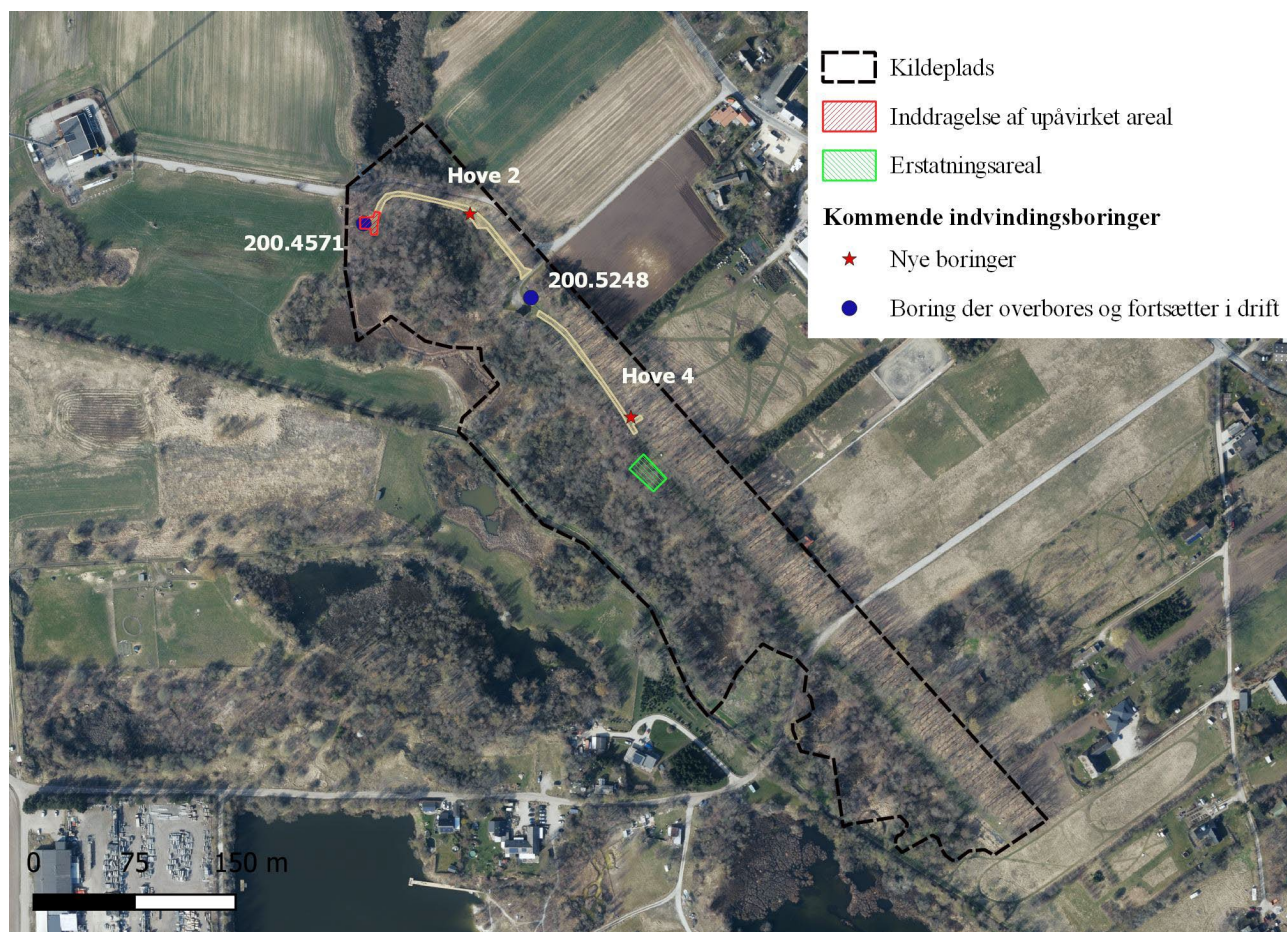 Kildeplads
Inddragelse af upåvirket areal
Erstatningsareal
Kommende indvindingsboringer
Nye boringer
Boring der overbores og fortsætter i drift
Hove 2
200.4571
200.5248
Hove 4
0 75 150 m